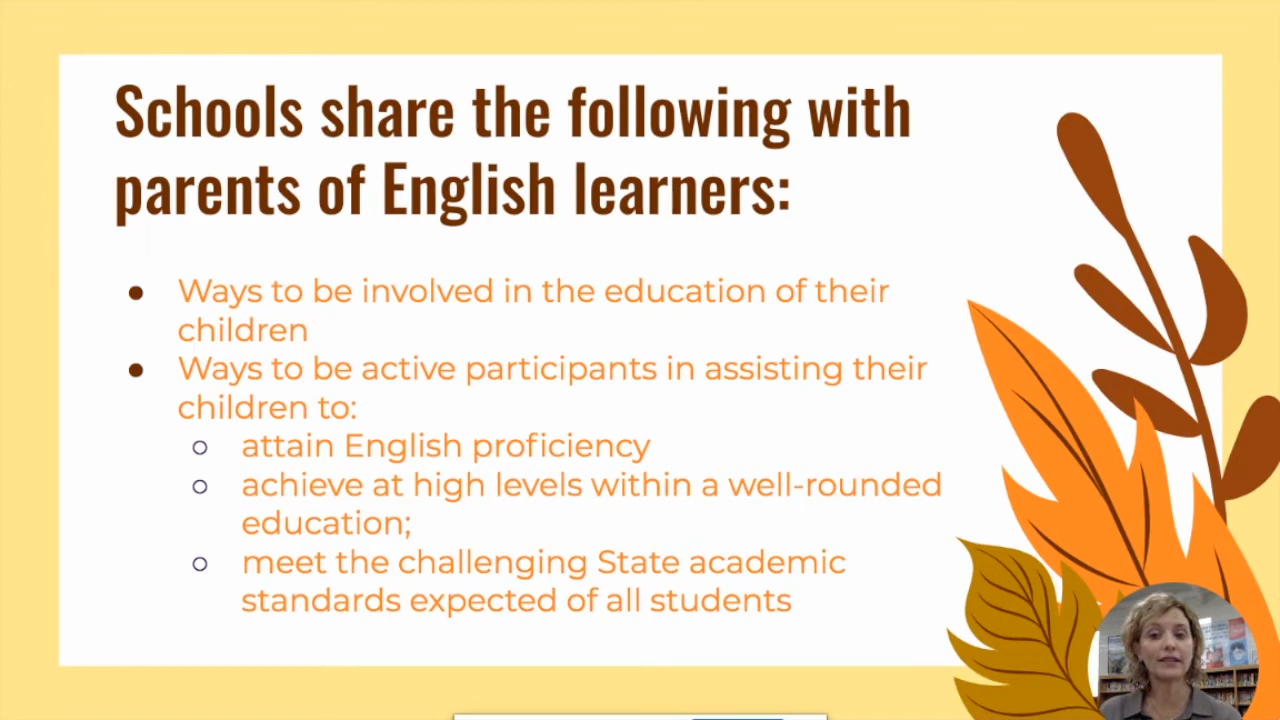 Schools share the following with
parents of English learners:
● Ways to be involved in the education of their
children
● Ways to be active participants in assisting their
children to:
○ attain English proficiency
○ achieve at high levels within a well-rounded
education;
○ meet the challenging State academic
standards expected of all students